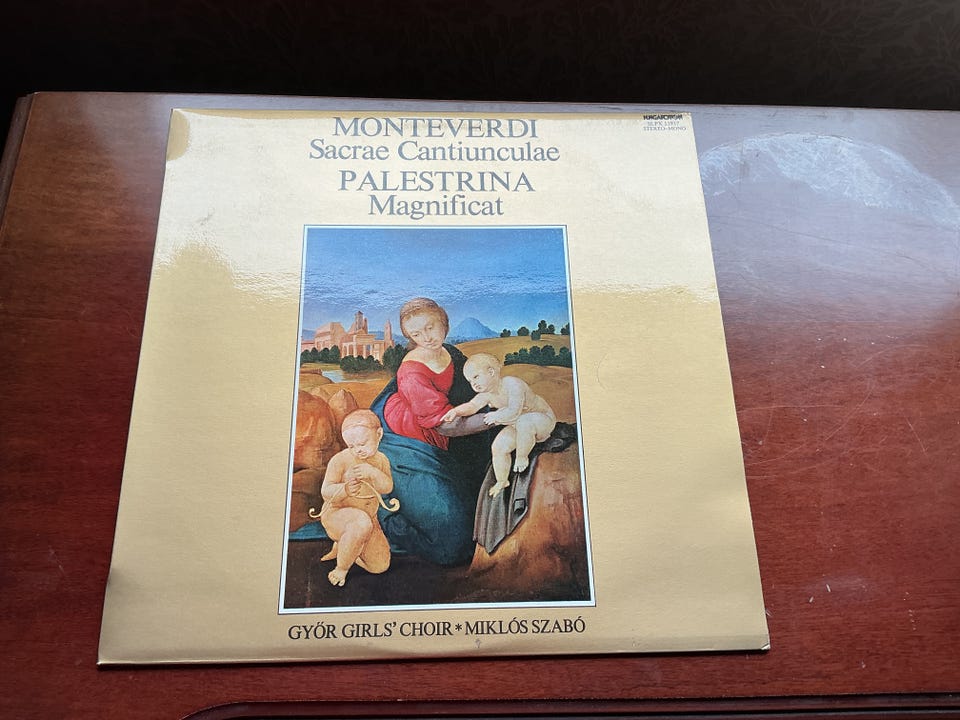 MONTEVERDI
Sacrae Cantiunculae
PALESTRINA
Magnificat
HUNGAROTON
STEREO-MONO
GYŐR GIRLS' CHOIR * MIKLÓS SZABÓ